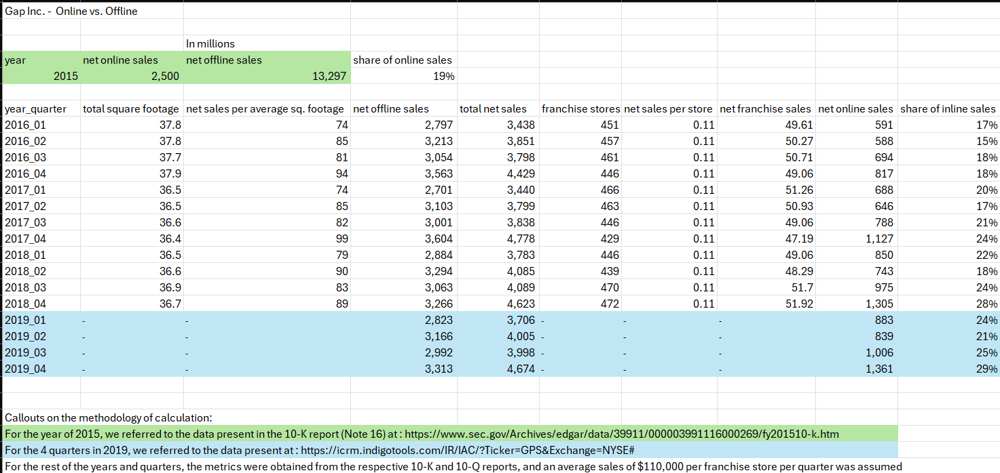 Gap Inc. - Online vs. Offline
In millions
year net online sales net offline sales share of online sales
2015 2,500 13,297 19%
year_quarter total square footage net sales per average sq. footage net offline sales total net sales franchise stores net sales per store net franchise sales net online sales share of inline sales
2016_01 37.8 74 2,797 3,438 451 0.11 49.61 591 17%
2016_02 37.8 85 3,213 3,851 457 0.11 50.27 588 15%
2016_03 37.7 81 3,054 3,798 461 0.11 50.71 694 18%
2016_04 37.9 94 3,563 4,429 446 0.11 49.06 817 18%
2017_01 36.5 74 2,701 3,440 466 0.11 51.26 688 20%
2017_02 36.5 85 3,103 3,799 463 0.11 50.93 646 17%
2017_03 36.6 82 3,001 3,838 446 0.11 49.06 788 21%
2017_04 36.4 99 3,604 4,778 429 0.11 47.19 1,127 24%
2018_01 36.5 79 2,884 3,783 446 0.11 49.06 850 22%
2018_02 36.6 90 3,294 4,085 439 0.11 48.29 743 18%
2018_03 36.9 83 3,063 4,089 470 0.11 51.7 975 24%
2018_04 36.7 89 3,266 4,623 472 0.11 51.92 1,305 28%
2019_01 - - 2,823 3,706 - - - 883 24%
2019_02 - - 3,166 4,005 - - - 839 21%
2019_03 - - 2,992 3,998 - - - 1,006 25%
2019_04 - - 3,313 4,674 - - - 1,361 29%
Callouts on the methodology of calculation:
For the year of 2015, we referred to the data present in the 10-K report (Note 16) at : https://www.sec.gov/Archives/edgar/data/39911/000003991116000269/fy201510-k.htm
For the 4 quarters in 2019, we referred to the data present at : https://icrm.indigotools.com/IR/IAC/?Ticker=GPS&Exchange=NYSE#
For the rest of the years and quarters, the metrics were obtained from the respective 10-K and 10-Q reports, and an average sales of $110,000 per franchise store per quarter was assumed